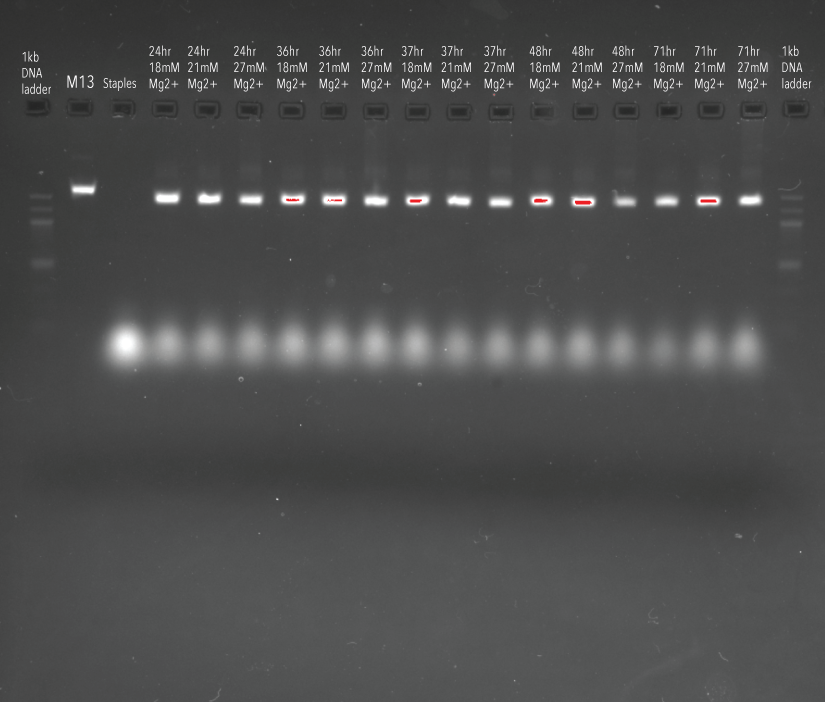 1kb
DNA
ladder
M13
Staples
24hr
18mM
Mg2+
24hr
21mM
Mg2+
24hr
27mM
Mg2+
36hr
18mM
Mg2+
36hr
21mM
Mg2+
36hr
27mM
Mg2+
37hr
18mM
Mg2+
37hr
21mM
Mg2+
37hr
27mM
Mg2+
48hr
18mM
Mg2+
48hr
21mM
Mg2+
48hr
27mM
Mg2+
71hr
18mM
Mg2+
71hr
21mM
Mg2+
71hr
27mM
Mg2+
1kb
DNA
ladder